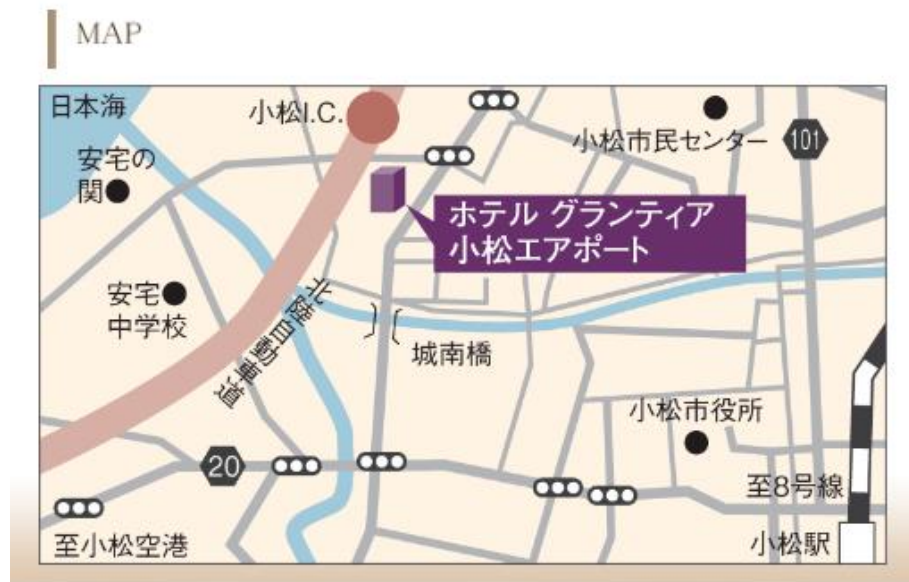 MAP
日本海
小松I.C.
安宅の
関
小松市民センター
101
ホテル グランティア
小松エアポート
安宅
中学校
北陸自動車道
城南橋
小松市役所
20
至8号線
至小松空港
小松駅